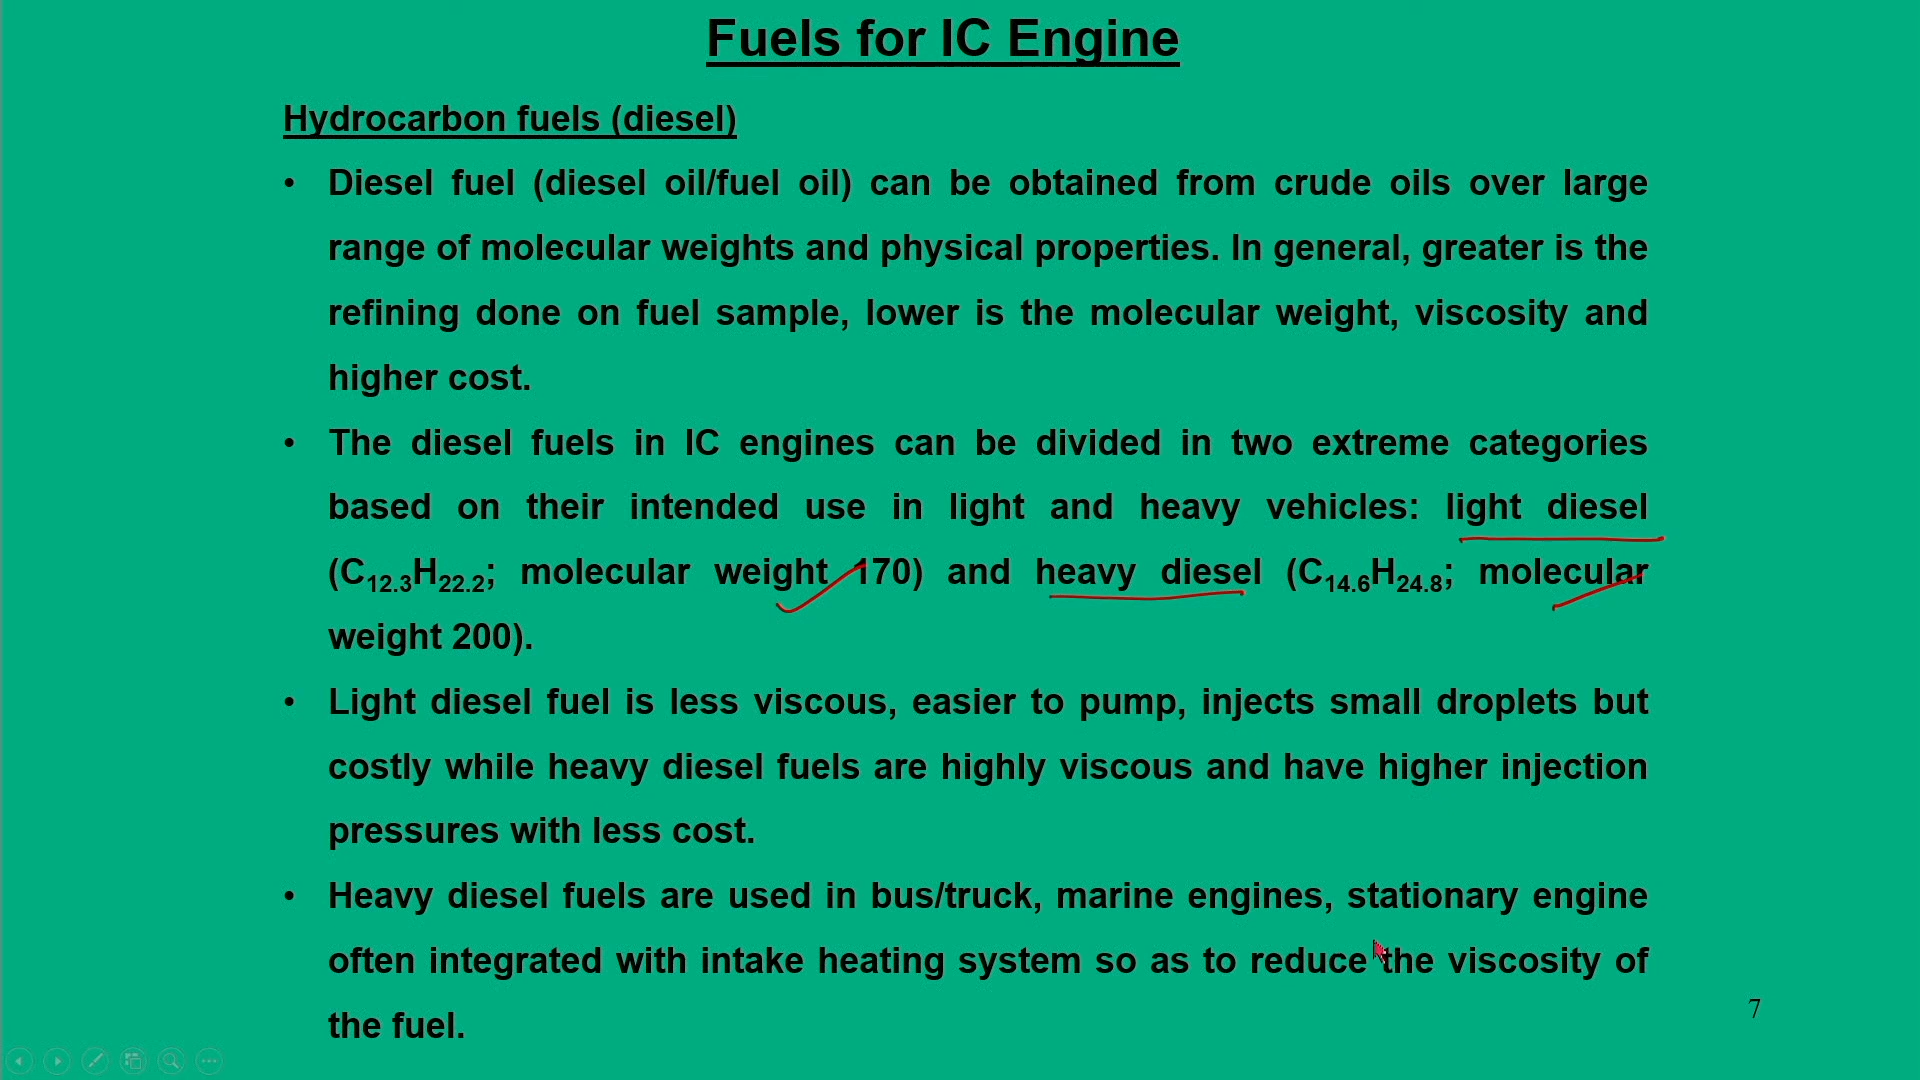 Fuels for IC Engine
Hydrocarbon fuels (diesel)
• Diesel fuel (diesel oil/fuel oil) can be obtained from crude oils over large
range of molecular weights and physical properties. In general, greater is the
refining done on fuel sample, lower is the molecular weight, viscosity and
higher cost.
• The diesel fuels in IC engines can be divided in two extreme categories
based on their intended use in light and heavy vehicles: light diesel
(C₁₂.₃H₂₂.₂; molecular weight 170) and heavy diesel (C₁₄.₆H₂₄.₈; molecular
weight 200).
• Light diesel fuel is less viscous, easier to pump, injects small droplets but
costly while heavy diesel fuels are highly viscous and have higher injection
pressures with less cost.
• Heavy diesel fuels are used in bus/truck, marine engines, stationary engine
often integrated with intake heating system so as to reduce the viscosity of
the fuel.
7